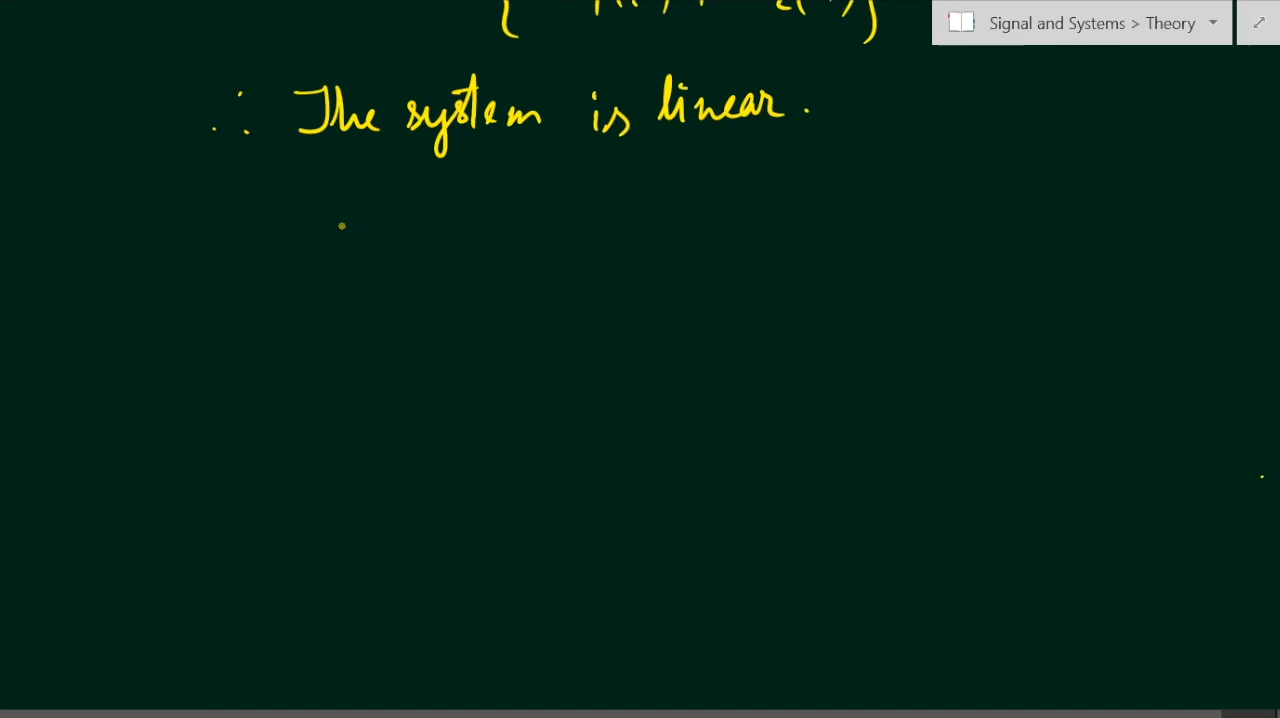 Signal and Systems > Theory
∴ The system is linear.